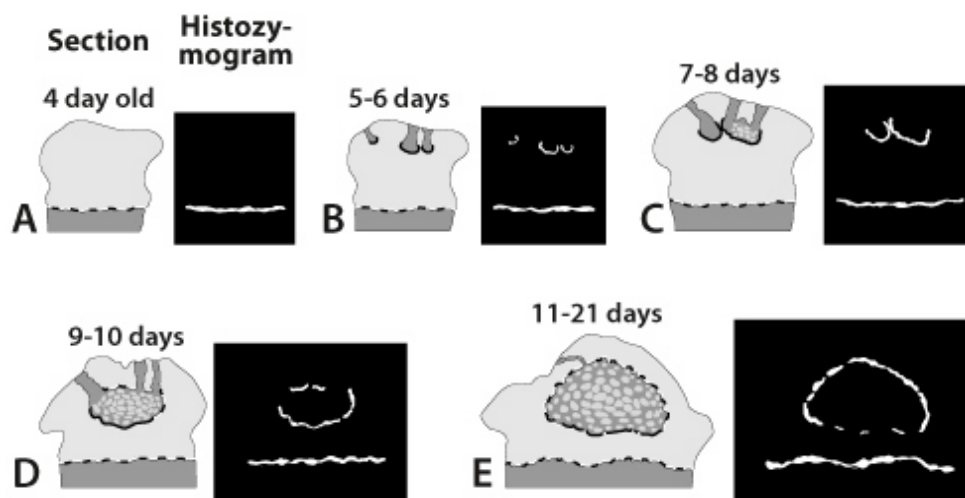 Section
Histozy-
mogram
4 day old
5-6 days
7-8 days
A
B
C
9-10 days
11-21 days
D
E